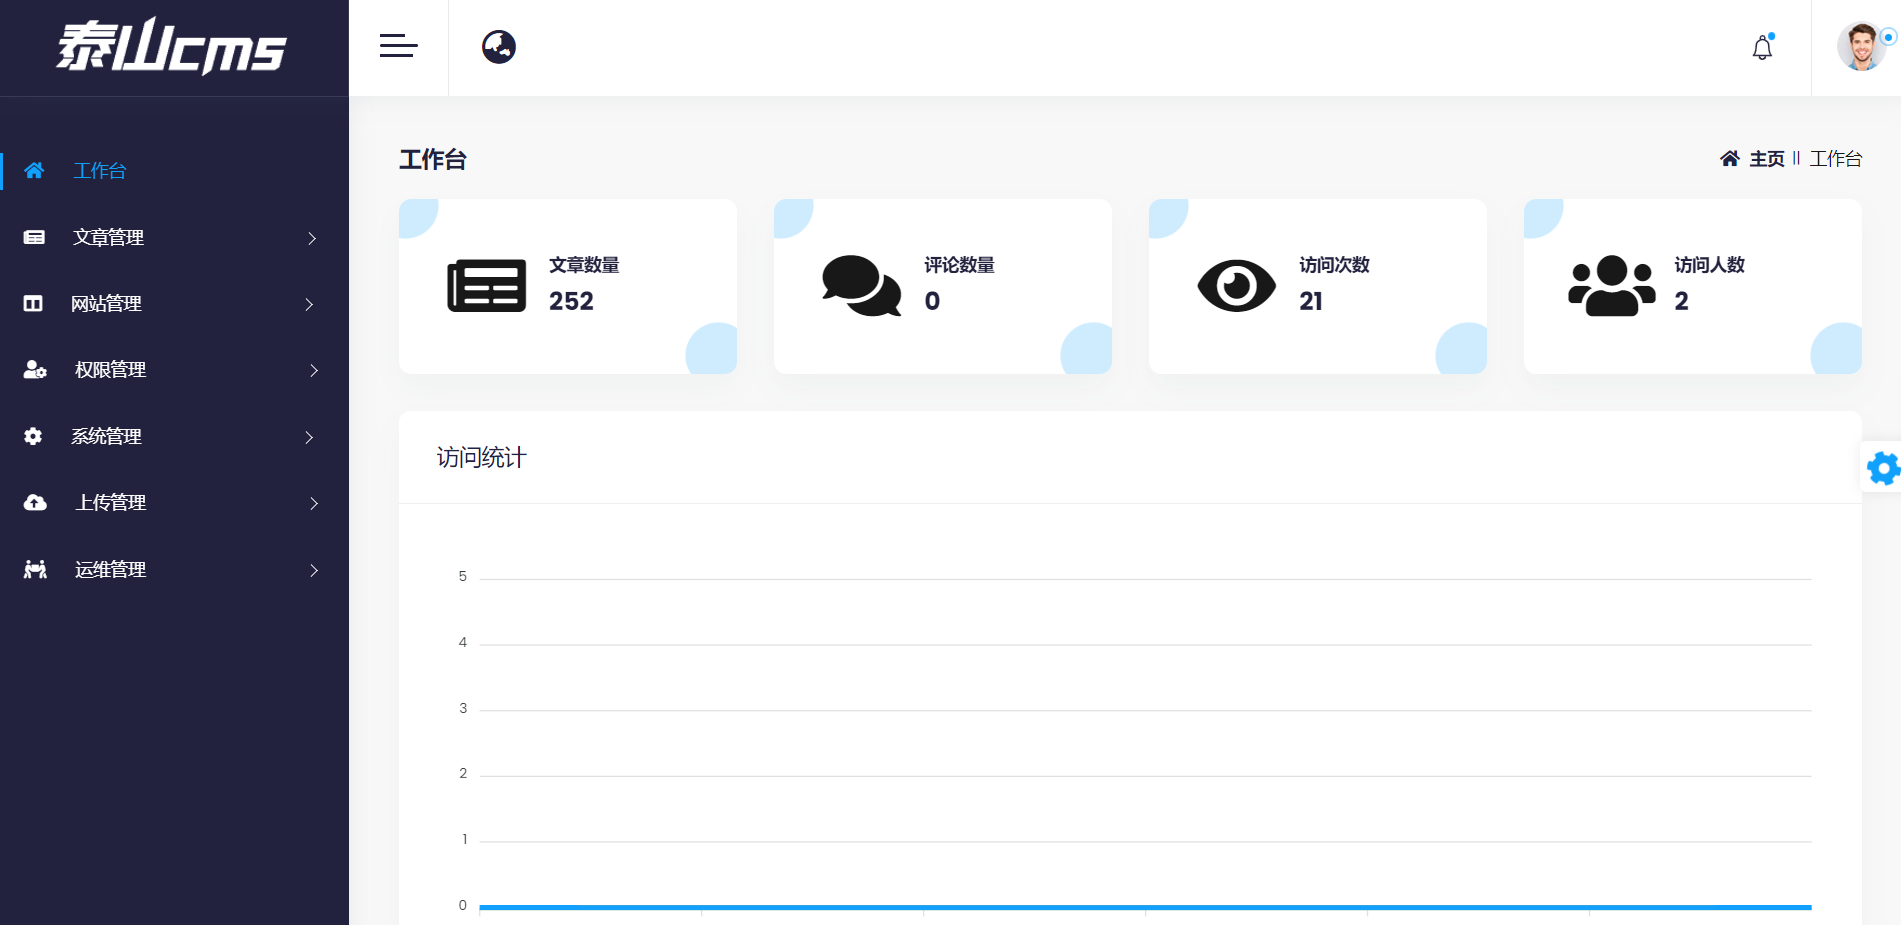 泰山cms
工作台
文章管理
网站管理
权限管理
系统管理
上传管理
运维管理
工作台
主页 || 工作台
文章数量
252
评论数量
0
访问次数
21
访问人数
2
访问统计
5
4
3
2
1
0